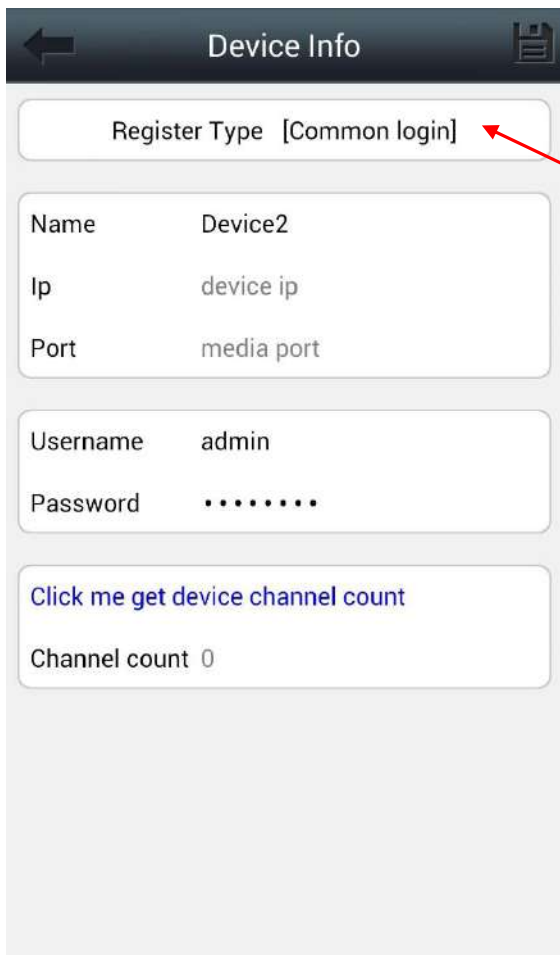 Device Info
Register Type [Common login]
Name Device2
Ip device ip
Port media port
Username admin
Password ••••••••
Click me get device channel count
Channel count 0